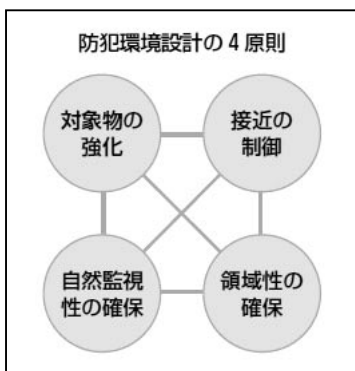 防犯環境設計の4原則
対象物の
強化
接近の
制御
自然監視
性の確保
領域性の
確保